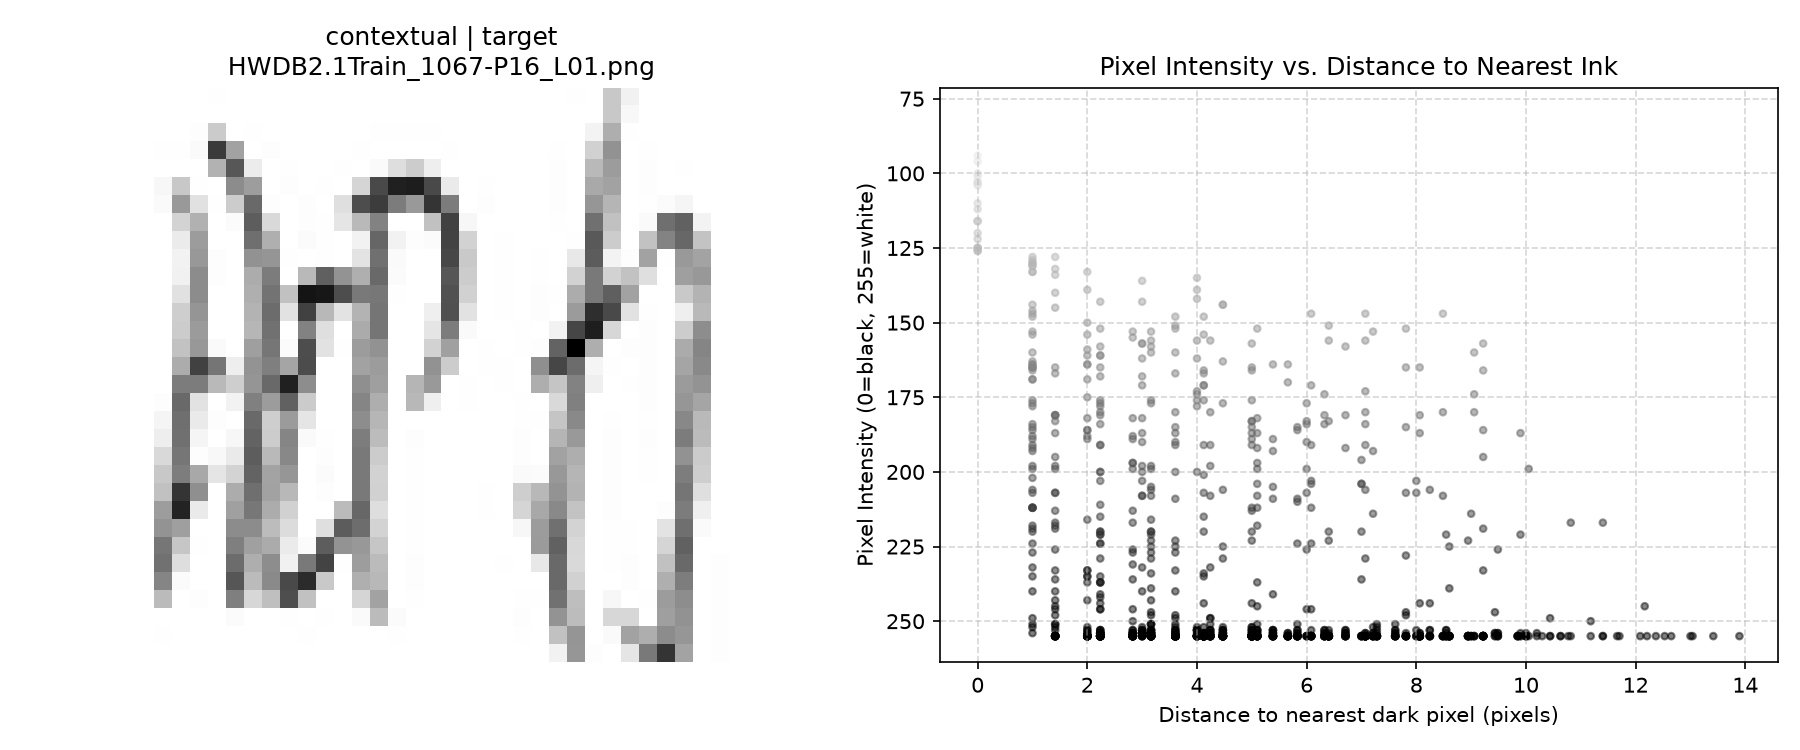 contextual | target
HWDB2.1Train_1067-P16_L01.png
Pixel Intensity vs. Distance to Nearest Ink
Pixel Intensity (0=black, 255=white)
75
100
125
150
175
200
225
250
0 2 4 6 8 10 12 14
Distance to nearest dark pixel (pixels)